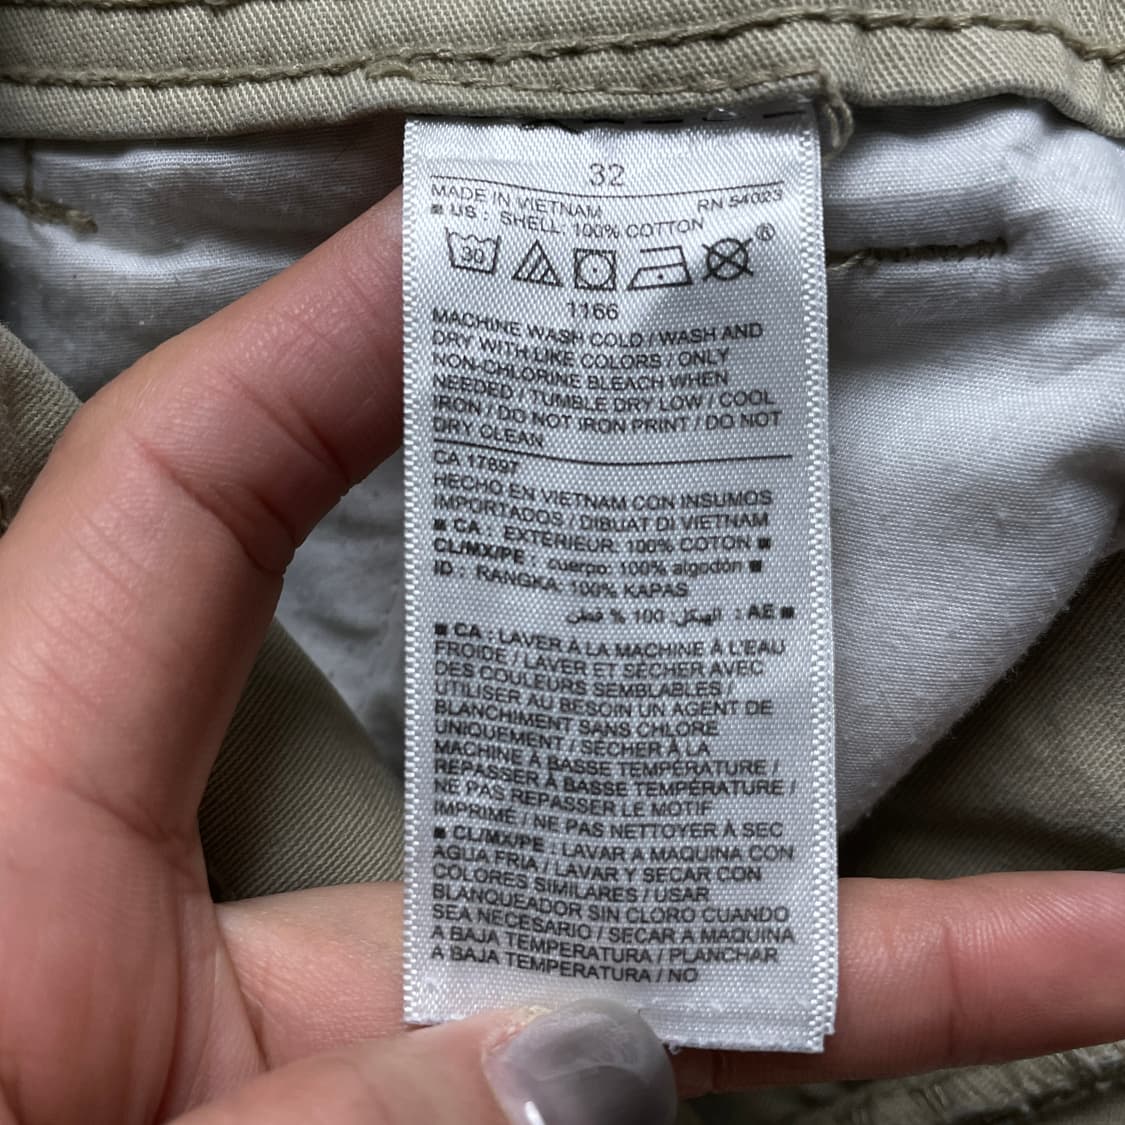 32
MADE IN VIETNAM RN 54023
■ US : SHELL: 100% COTTON
30
®
1166
MACHINE WASH COLD / WASH AND
DRY WITH LIKE COLORS / ONLY
NON-CHLORINE BLEACH WHEN
NEEDED / TUMBLE DRY LOW / COOL
IRON / DO NOT IRON PRINT / DO NOT
DRY CLEAN
CA 17897
HECHO EN VIETNAM CON INSUMOS
IMPORTADOS / DIBUAT DI VIETNAM
■ CA : EXTERIEUR: 100% COTON ■
CL/MX/PE : cuerpo: 100% algodón ■
ID : RANGKA: 100% KAPAS
■ AE : الهيكل: 100 % قطن
■ CA : LAVER À LA MACHINE À L'EAU
FROIDE / LAVER ET SÉCHER AVEC
DES COULEURS SEMBLABLES /
UTILISER AU BESOIN UN AGENT DE
BLANCHIMENT SANS CHLORE
UNIQUEMENT / SÉCHER À LA
MACHINE À BASSE TEMPÉRATURE /
REPASSER À BASSE TEMPÉRATURE /
NE PAS REPASSER LE MOTIF
IMPRIMÉ / NE PAS NETTOYER À SEC
■ CL/MX/PE : LAVAR A MAQUINA CON
AGUA FRIA / LAVAR Y SECAR CON
COLORES SIMILARES / USAR
BLANQUEADOR SIN CLORO CUANDO
SEA NECESARIO / SECAR A MAQUINA
A BAJA TEMPERATURA / PLANCHAR
A BAJA TEMPERATURA / NO